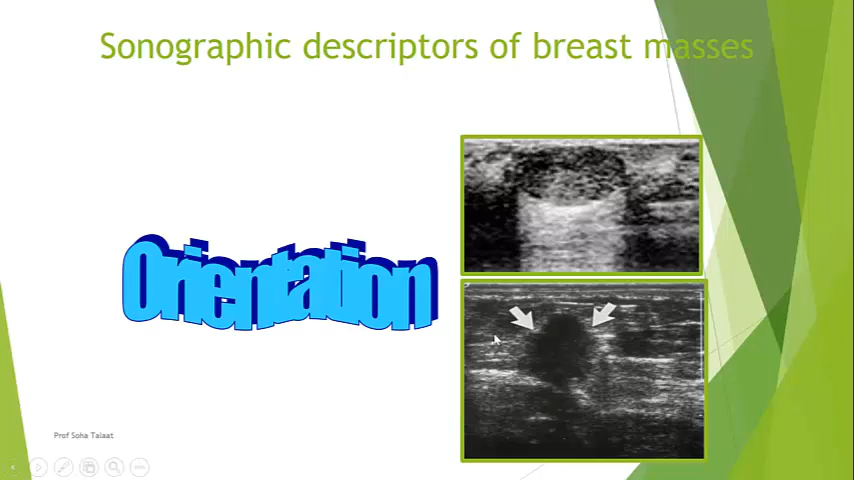 Sonographic descriptors of breast masses
Orientation
Prof Soha Talaat